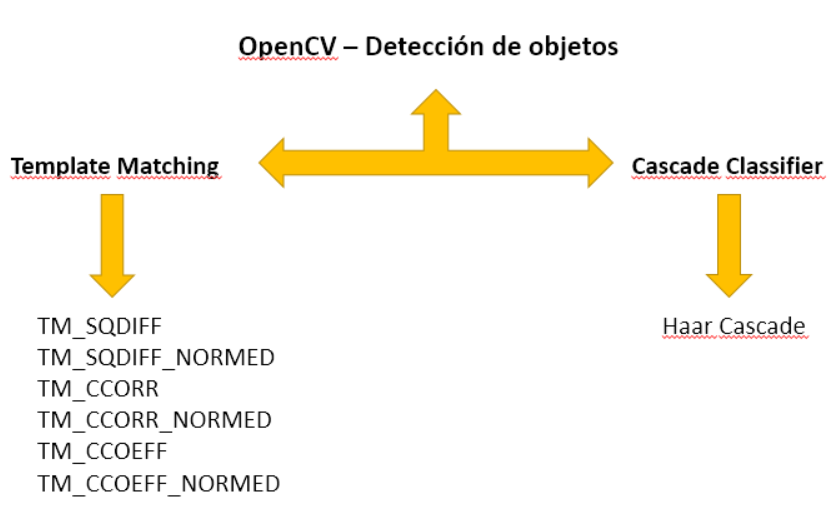 OpenCV – Detección de objetos
Template Matching
Cascade Classifier
TM_SQDIFF
TM_SQDIFF_NORMED
TM_CCORR
TM_CCORR_NORMED
TM_CCOEFF
TM_CCOEFF_NORMED
Haar Cascade